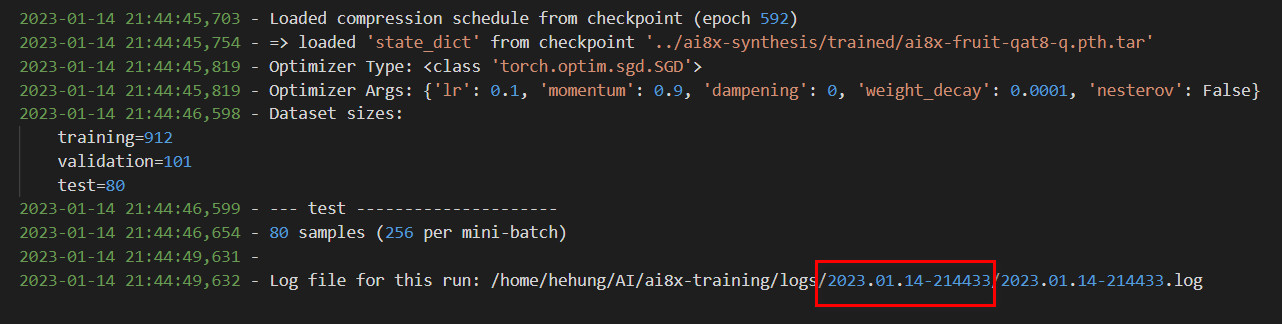 2023-01-14 21:44:45,703 - Loaded compression schedule from checkpoint (epoch 592)
2023-01-14 21:44:45,754 - => loaded 'state_dict' from checkpoint '../ai8x-synthesis/trained/ai8x-fruit-qat8-q.pth.tar'
2023-01-14 21:44:45,819 - Optimizer Type: <class 'torch.optim.sgd.SGD'>
2023-01-14 21:44:45,819 - Optimizer Args: {'lr': 0.1, 'momentum': 0.9, 'dampening': 0, 'weight_decay': 0.0001, 'nesterov': False}
2023-01-14 21:44:46,598 - Dataset sizes:
training=912
validation=101
test=80
2023-01-14 21:44:46,599 - --- test ---------------------
2023-01-14 21:44:46,654 - 80 samples (256 per mini-batch)
2023-01-14 21:44:49,631 -
2023-01-14 21:44:49,632 - Log file for this run: /home/hehung/AI/ai8x-training/logs/2023.01.14-214433/2023.01.14-214433.log